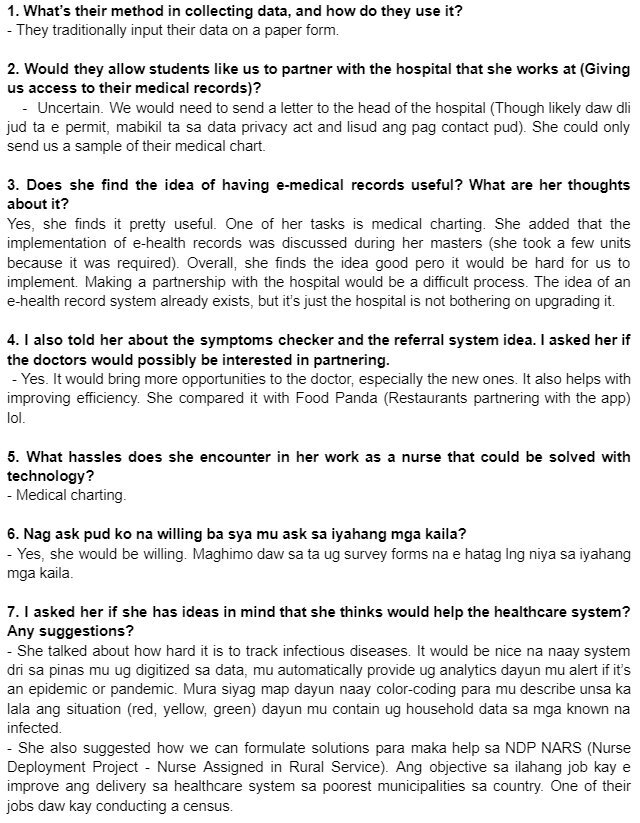 1. What's their method in collecting data, and how do they use it?
- They traditionally input their data on a paper form.
2. Would they allow students like us to partner with the hospital that she works at (Giving
us access to their medical records)?
- Uncertain. We would need to send a letter to the head of the hospital (Though likely daw dli
jud ta e permit, mabikil ta sa data privacy act and lisud ang pag contact pud). She could only
send us a sample of their medical chart.
3. Does she find the idea of having e-medical records useful? What are her thoughts
about it?
Yes, she finds it pretty useful. One of her tasks is medical charting. She added that the
implementation of e-health records was discussed during her masters (she took a few units
because it was required). Overall, she finds the idea good pero it would be hard for us to
implement. Making a partnership with the hospital would be a difficult process. The idea of an
e-health record system already exists, but it's just the hospital is not bothering on upgrading it.
4. I also told her about the symptoms checker and the referral system idea. I asked her if
the doctors would possibly be interested in partnering.
- Yes. It would bring more opportunities to the doctor, especially the new ones. It also helps with
improving efficiency. She compared it with Food Panda (Restaurants partnering with the app)
lol.
5. What hassles does she encounter in her work as a nurse that could be solved with
technology?
- Medical charting.
6. Nag ask pud ko na willing ba sya mu ask sa iyahang mga kaila?
- Yes, she would be willing. Maghimo daw sa ta ug survey forms na e hatag lng niya sa iyahang
mga kaila.
7. I asked her if she has ideas in mind that she thinks would help the healthcare system?
Any suggestions?
- She talked about how hard it is to track infectious diseases. It would be nice na naay system
dri sa pinas mu ug digitized sa data, mu automatically provide ug analytics dayun mu alert if it's
an epidemic or pandemic. Mura siyag map dayun naay color-coding para mu describe unsa ka
lala ang situation (red, yellow, green) dayun mu contain ug household data sa mga known na
infected.
- She also suggested how we can formulate solutions para maka help sa NDP NARS (Nurse
Deployment Project - Nurse Assigned in Rural Service). Ang objective sa ilahang job kay e
improve ang delivery sa healthcare system sa poorest municipalities sa country. One of their
jobs daw kay conducting a census.